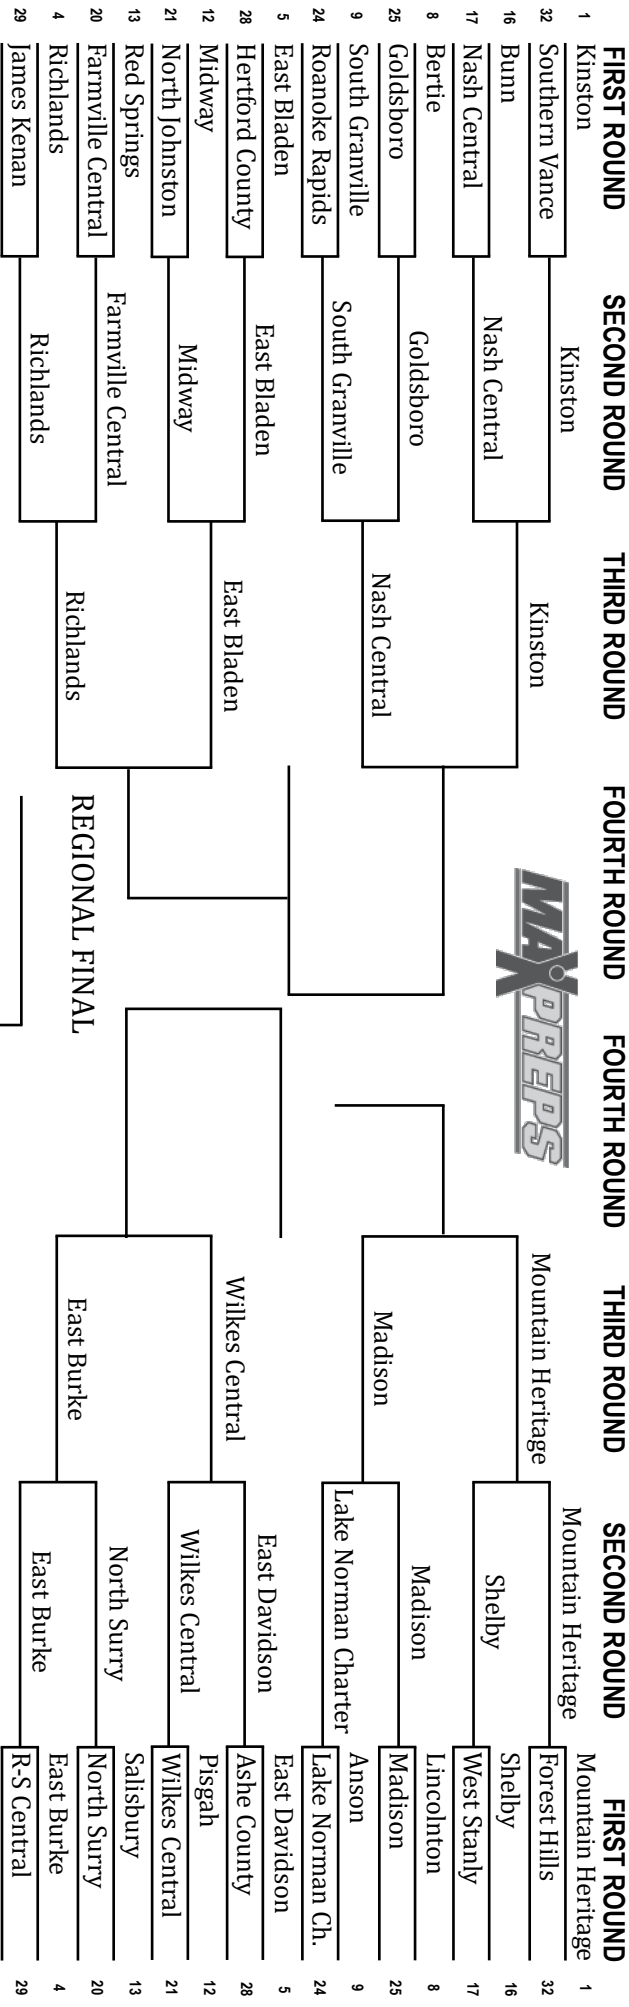 FIRST ROUND
SECOND ROUND
THIRD ROUND
FOURTH ROUND
FOURTH ROUND
THIRD ROUND
SECOND ROUND
FIRST ROUND
1 Kinston
32 Southern Vance
16 Bunn
17 Nash Central
8 Bertie
25 Goldsboro
9 South Granville
24 Roanoke Rapids
5 East Bladen
28 Hertford County
12 Midway
21 North Johnston
13 Red Springs
20 Farmville Central
4 Richlands
29 James Kenan
Kinston
Nash Central
Goldsboro
South Granville
East Bladen
Midway
Farmville Central
Richlands
Kinston
Nash Central
East Bladen
Richlands
MAXPREPS
REGIONAL FINAL
Mountain Heritage
Madison
Wilkes Central
East Burke
Mountain Heritage
Shelby
Madison
Lake Norman Charter
East Davidson
Wilkes Central
North Surry
East Burke
Mountain Heritage 1
Forest Hills 32
Shelby 16
West Stanly 17
Lincolnton 8
Madison 25
Anson 9
Lake Norman Ch. 24
East Davidson 5
Ashe County 28
Pisgah 12
Wilkes Central 21
Salisbury 13
North Surry 20
East Burke 4
R-S Central 29